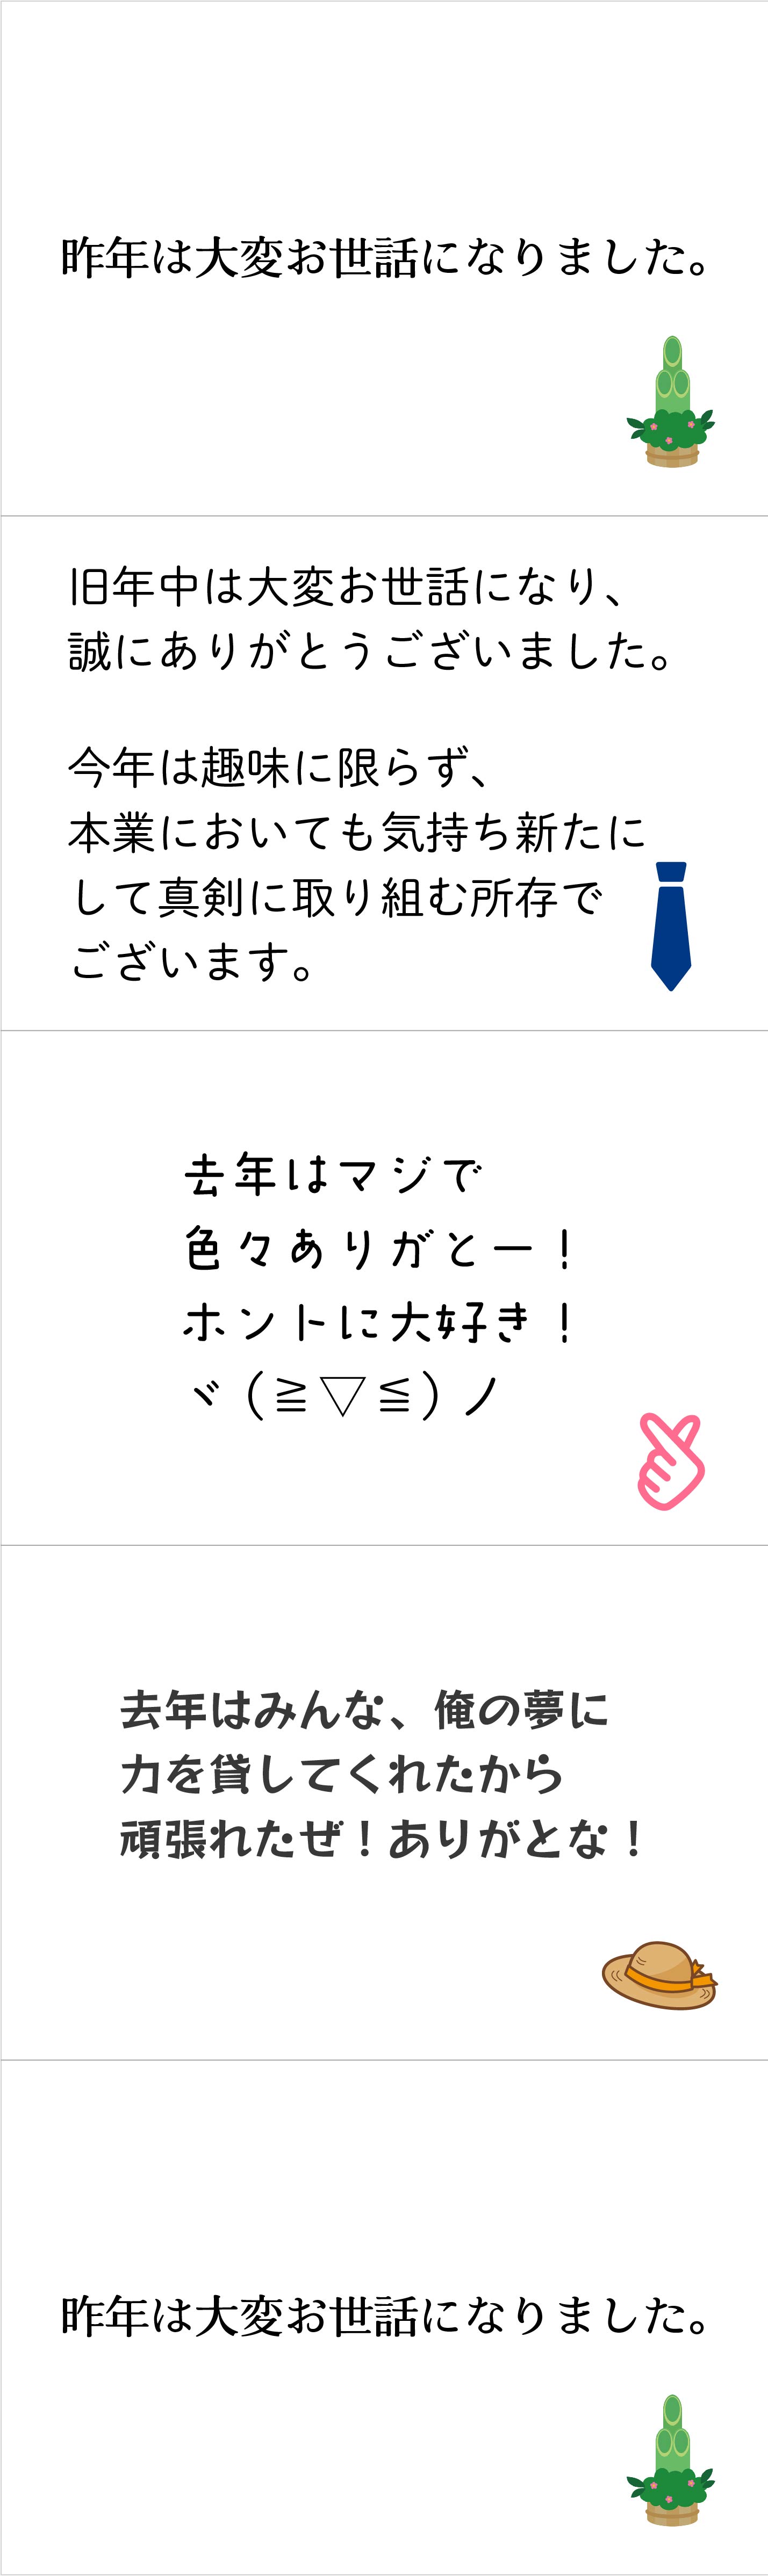 昨年は大変お世話になりました。
旧年中は大変お世話になり、
誠にありがとうございました。
今年は趣味に限らず、
本業においても気持ち新たに
して真剣に取り組む所存で
ございます。
去年はマジで
色々ありがとー！
ホントに大好き！
ヾ(≧▽≦)ノ
去年はみんな、俺の夢に
力を貸してくれたから
頑張れたぜ！ありがとな！
昨年は大変お世話になりました。